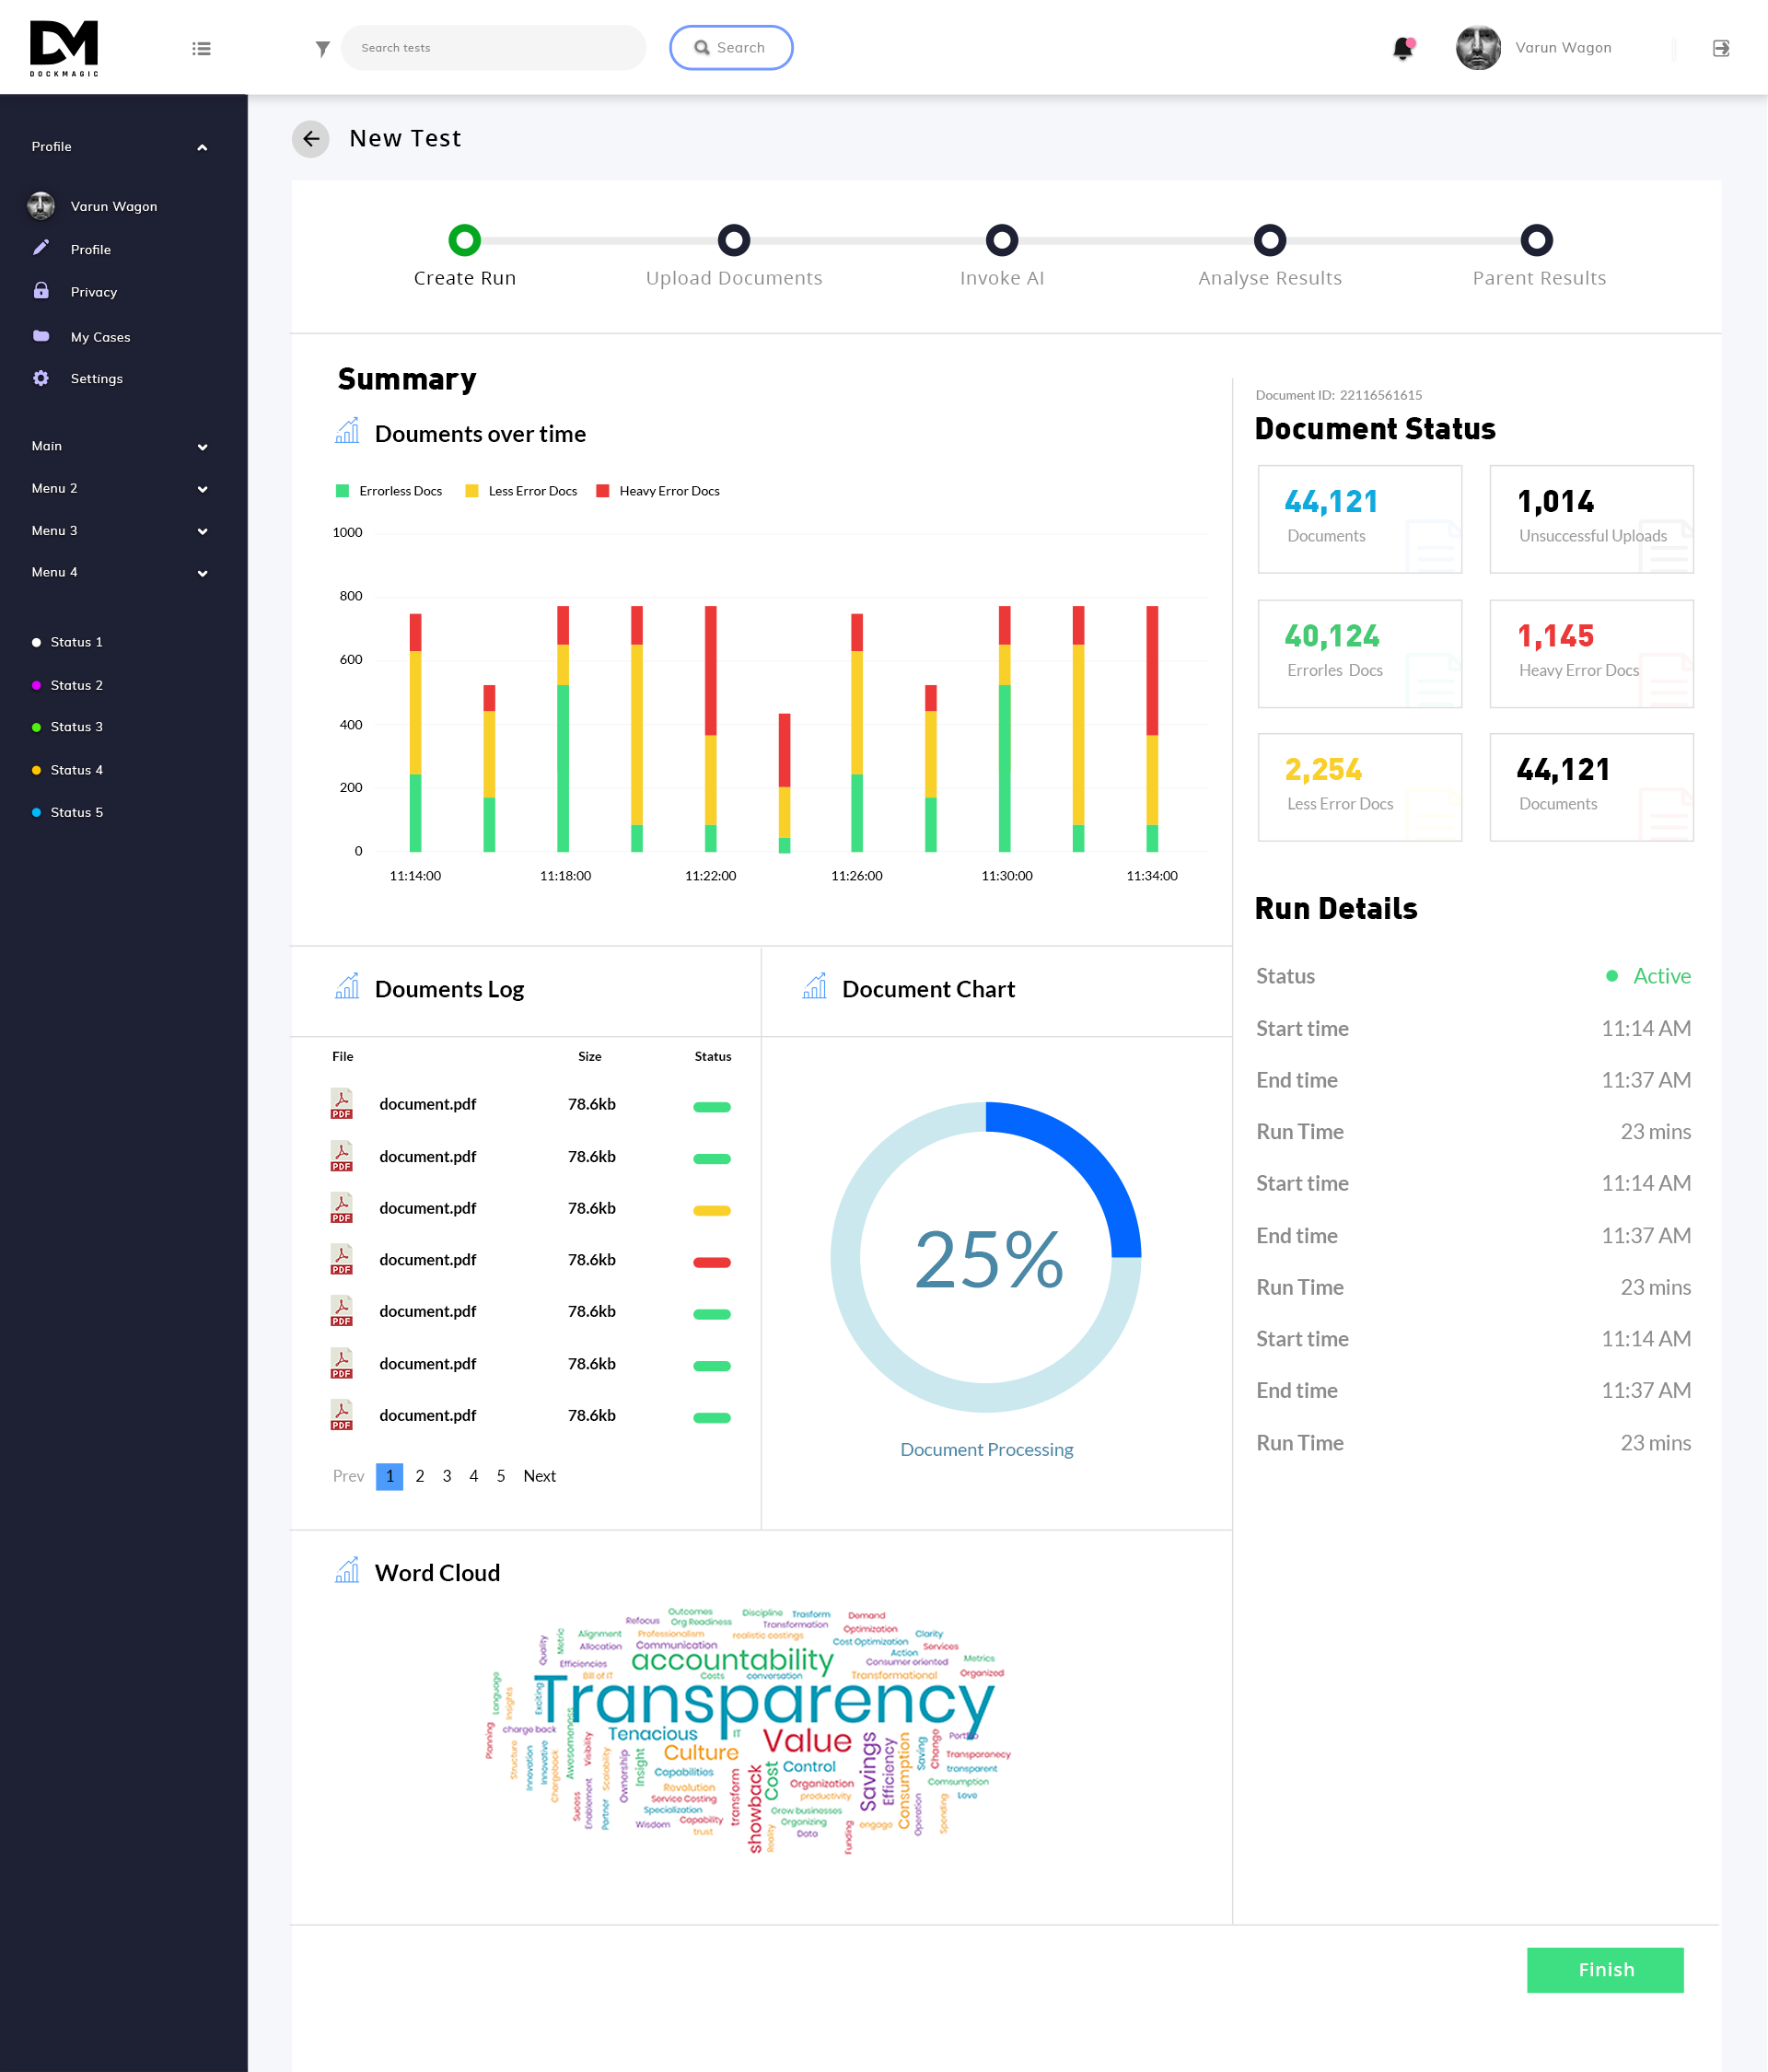 DM
DOCKMAGIC
Search tests
Search
Varun Wagon
Profile
Varun Wagon
Profile
Privacy
My Cases
Settings
Main
Menu 2
Menu 3
Menu 4
Status 1
Status 2
Status 3
Status 4
Status 5
New Test
Create Run
Upload Documents
Invoke AI
Analyse Results
Parent Results
Summary
Douments over time
Errorless Docs
Less Error Docs
Heavy Error Docs
1000
800
600
400
200
0
11:14:00
11:18:00
11:22:00
11:26:00
11:30:00
11:34:00
Document ID: 22116561615
Document Status
44,121
Documents
1,014
Unsuccessful Uploads
40,124
Errorles Docs
1,145
Heavy Error Docs
2,254
Less Error Docs
44,121
Documents
Run Details
Status
Active
Start time
11:14 AM
End time
11:37 AM
Run Time
23 mins
Start time
11:14 AM
End time
11:37 AM
Run Time
23 mins
Start time
11:14 AM
End time
11:37 AM
Run Time
23 mins
Douments Log
File Size Status
PDF document.pdf 78.6kb
PDF document.pdf 78.6kb
PDF document.pdf 78.6kb
PDF document.pdf 78.6kb
PDF document.pdf 78.6kb
PDF document.pdf 78.6kb
PDF document.pdf 78.6kb
Prev 1 2 3 4 5 Next
Document Chart
25%
Document Processing
Word Cloud
Outcomes
Discipline
Trasform
Demand
Refocus
Org Readiness
Transformation
Optimization
Metric
Alignment
Professionalism
realistic costings
Cost Optimization
Clarity
Quality
Allocation
Communication
Action
Services
Efficiencies
accountability
Consumer oriented
Metrics
Bill of IT
Costs
conversation
Transformational
Organized
Language
Insights
Exciting
Transparency
Planning
charge back
Awesomeness
Tenacious
IT
Value
Savings
Efficiency
Consumption
Saving
Change
Structure
Innovation
Innovative
Chargeback
Visibility
Scalability
Ownership
Insight
Culture
Cost
Control
Transparanecy
Capabilities
transparent
Revolution
transform
showback
Organization
Comsumption
Sucess
Enablement
Partner
Service Costing
productivity
Love
Specialization
Grow businesses
Operation
Spending
Wisdom
Capability
Organizing
Funding
engage
trust
Reality
Data
Finish